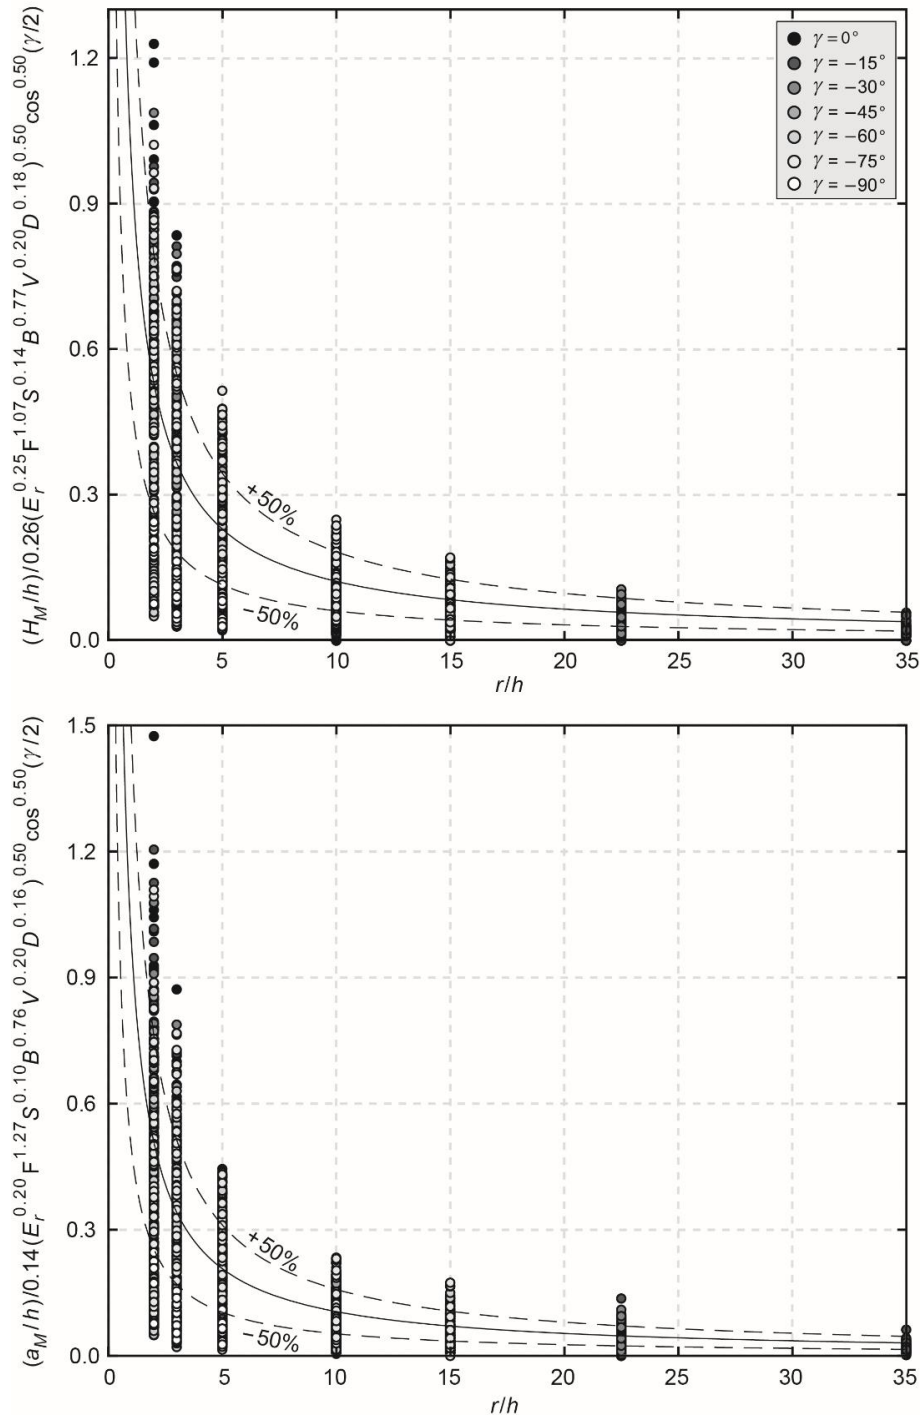 (H_M/h)/0.26(E_r^0.25 F^1.07 S^0.14 B^0.77 V^0.20 D^0.18)^0.50 cos^0.50(γ/2)
1.2
0.9
0.6
0.3
0.0
γ = 0°
γ = −15°
γ = −30°
γ = −45°
γ = −60°
γ = −75°
γ = −90°
+50%
−50%
0 5 10 15 20 25 30 35
r/h
(a_M/h)/0.14(E_r^0.20 F^1.27 S^0.10 B^0.76 V^0.20 D^0.16)^0.50 cos^0.50(γ/2)
1.5
1.2
0.9
0.6
0.3
0.0
+50%
−50%
0 5 10 15 20 25 30 35
r/h